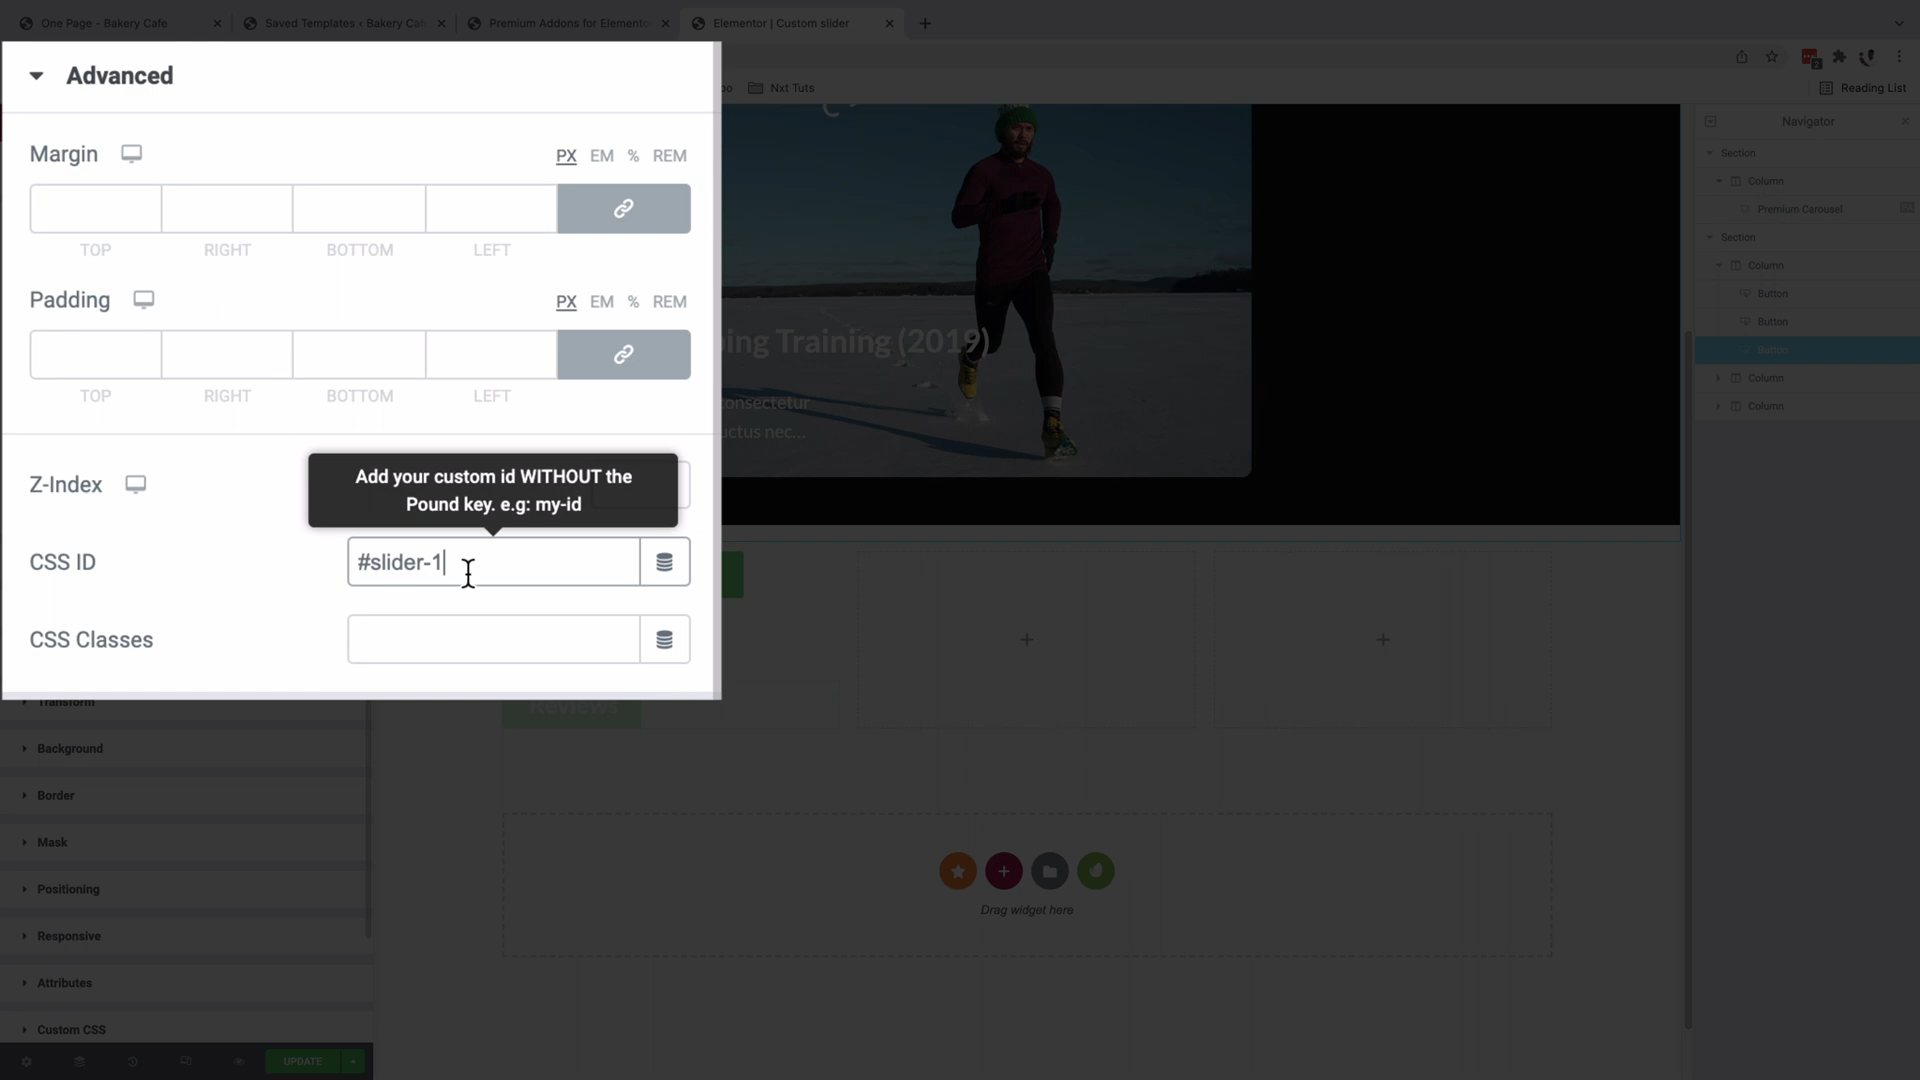 One Page - Bakery Cafe
Saved Templates ‹ Bakery Cafe
Premium Addons for Elemento
Elementor | Custom slider
Nxt Tuts
Reading List
Advanced
Margin
PX EM % REM
TOP RIGHT BOTTOM LEFT
Padding
PX EM % REM
TOP RIGHT BOTTOM LEFT
Add your custom id WITHOUT the
Pound key. e.g: my-id
Z-Index
CSS ID
#slider-1
CSS Classes
Transform
Background
Border
Mask
Positioning
Responsive
Attributes
Custom CSS
UPDATE
Training (2019)
consectetur
nec...
Reviews
Drag widget here
Navigator
Section
Column
Premium Carousel
Section
Column
Button
Button
Button
Column
Column